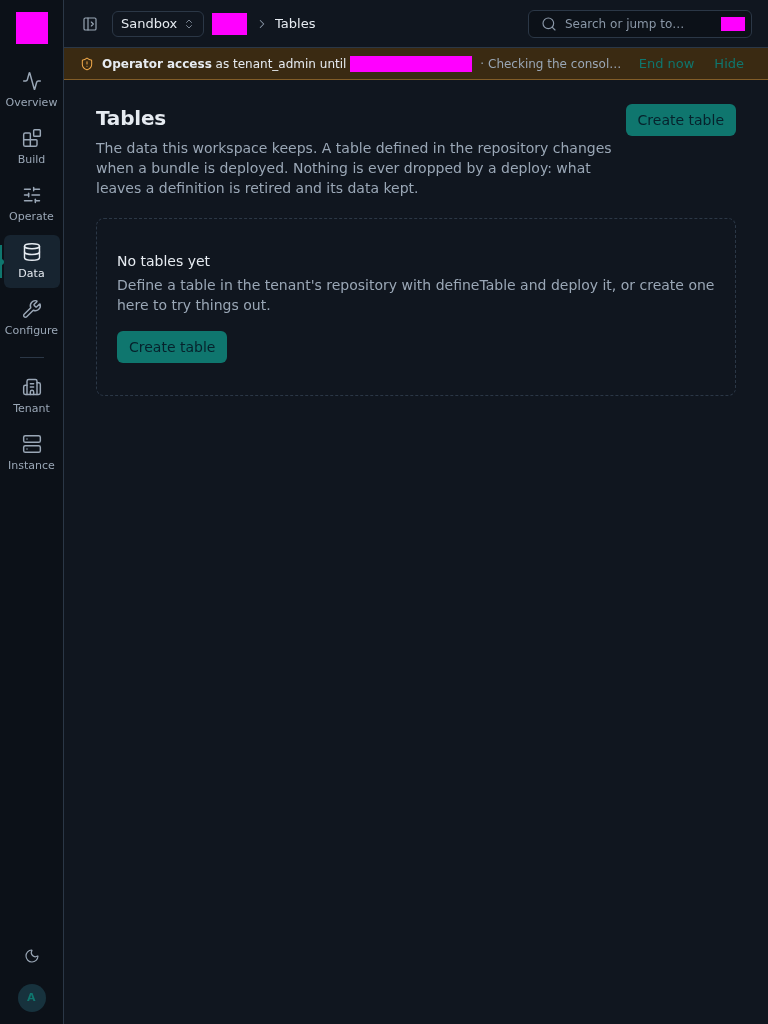 Sandbox
Tables
Search or jump to…
Operator access as tenant_admin until
· Checking the consol…
End now
Hide
Overview
Build
Operate
Data
Configure
Tenant
Instance
Tables
Create table
The data this workspace keeps. A table defined in the repository changes
when a bundle is deployed. Nothing is ever dropped by a deploy: what
leaves a definition is retired and its data kept.
No tables yet
Define a table in the tenant's repository with defineTable and deploy it, or create one
here to try things out.
Create table
A